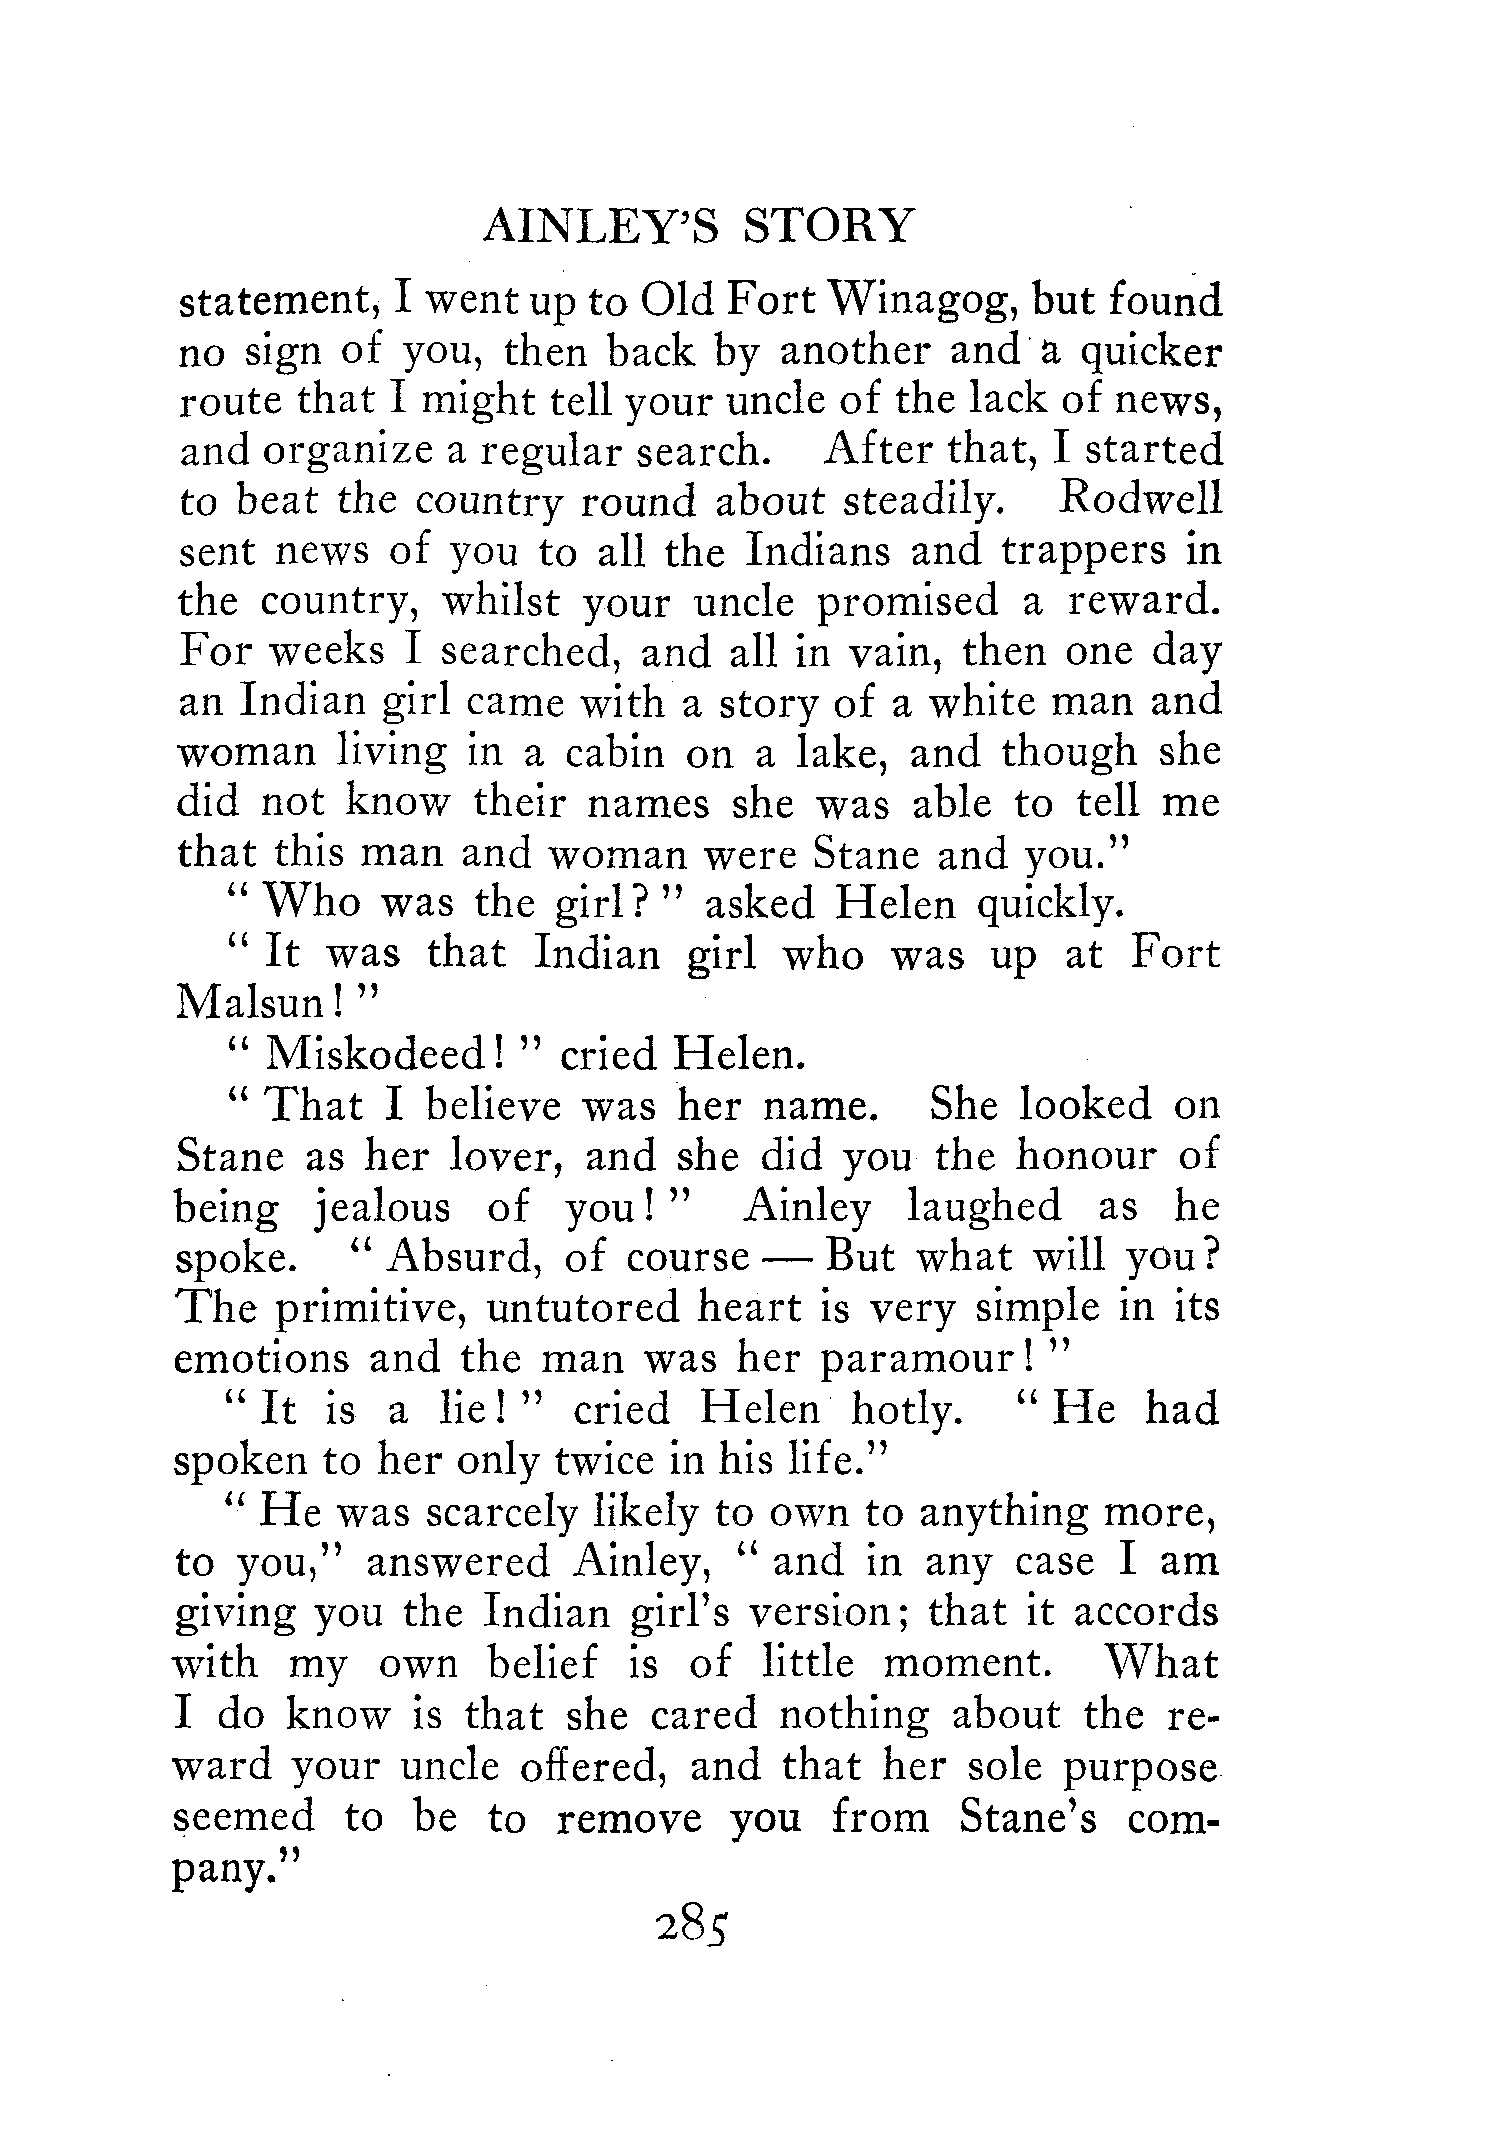 AINLEY'S STORY
statement, I went up to Old Fort Winagog, but found
no sign of you, then back by another and a quicker
route that I might tell your uncle of the lack of news,
and organize a regular search. After that, I started
to beat the country round about steadily. Rodwell
sent news of you to all the Indians and trappers in
the country, whilst your uncle promised a reward.
For weeks I searched, and all in vain, then one day
an Indian girl came with a story of a white man and
woman living in a cabin on a lake, and though she
did not know their names she was able to tell me
that this man and woman were Stane and you."
" Who was the girl? " asked Helen quickly.
" It was that Indian girl who was up at Fort
Malsun! "
" Miskodeed! " cried Helen.
" That I believe was her name. She looked on
Stane as her lover, and she did you the honour of
being jealous of you! " Ainley laughed as he
spoke. " Absurd, of course — But what will you?
The primitive, untutored heart is very simple in its
emotions and the man was her paramour! "
" It is a lie! " cried Helen hotly. " He had
spoken to her only twice in his life."
" He was scarcely likely to own to anything more,
to you," answered Ainley, " and in any case I am
giving you the Indian girl's version; that it accords
with my own belief is of little moment. What
I do know is that she cared nothing about the re-
ward your uncle offered, and that her sole purpose
seemed to be to remove you from Stane's com-
pany."
285